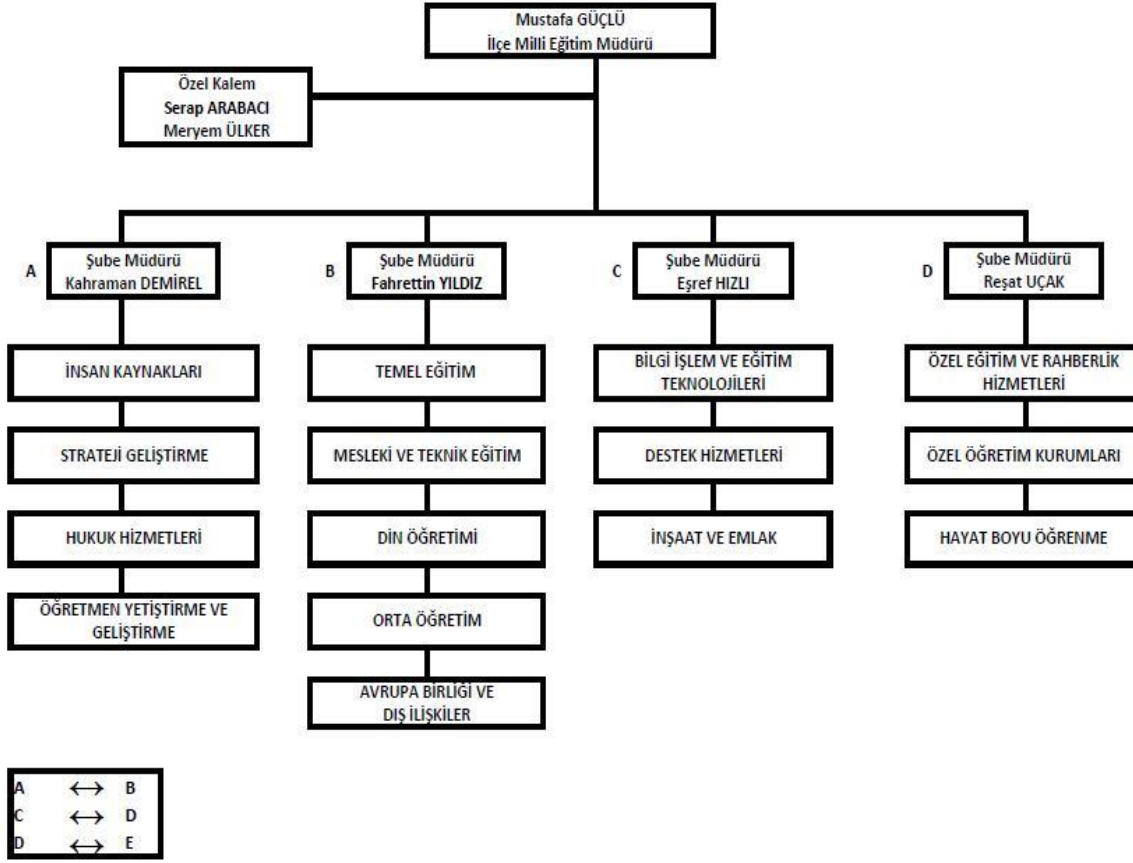 Mustafa GÜÇLÜ
İlçe Milli Eğitim Müdürü
Özel Kalem
Serap ARABACI
Meryem ÜLKER
A
Şube Müdürü
Kahraman DEMİREL
B
Şube Müdürü
Fahrettin YILDIZ
C
Şube Müdürü
Eşref HIZLI
D
Şube Müdürü
Reşat UÇAK
İNSAN KAYNAKLARI
STRATEJİ GELİŞTİRME
HUKUK HİZMETLERİ
ÖĞRETMEN YETİŞTİRME VE
GELİŞTİRME
TEMEL EĞİTİM
MESLEKİ VE TEKNİK EĞİTİM
DİN ÖĞRETİMİ
ORTA ÖĞRETİM
AVRUPA BİRLİĞİ VE
DIŞ İLİŞKİLER
BİLGİ İŞLEM VE EĞİTİM
TEKNOLOJİLERİ
DESTEK HİZMETLERİ
İNŞAAT VE EMLAK
ÖZEL EĞİTİM VE RAHBERLİK
HİZMETLERİ
ÖZEL ÖĞRETİM KURUMLARI
HAYAT BOYU ÖĞRENME
A ↔ B
C ↔ D
D ↔ E